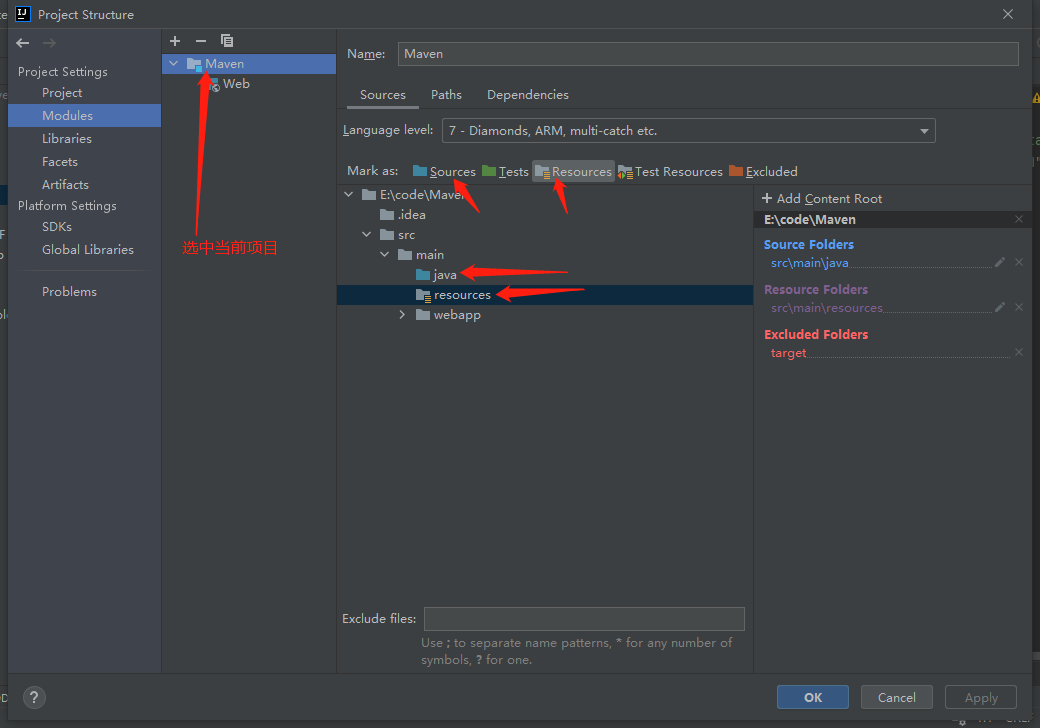 Project Structure
Project Settings
Project
Modules
Libraries
Facets
Artifacts
Platform Settings
SDKs
Global Libraries
Problems
Maven
Web
选中当前项目
Name: Maven
Sources Paths Dependencies
Language level: 7 - Diamonds, ARM, multi-catch etc.
Mark as: Sources Tests Resources Test Resources Excluded
E:\code\Maven
.idea
src
main
java
resources
webapp
+ Add Content Root
E:\code\Maven
Source Folders
src\main\java
Resource Folders
src\main\resources
Excluded Folders
target
Exclude files:
Use ; to separate name patterns, * for any number of
symbols, ? for one.
?
OK Cancel Apply